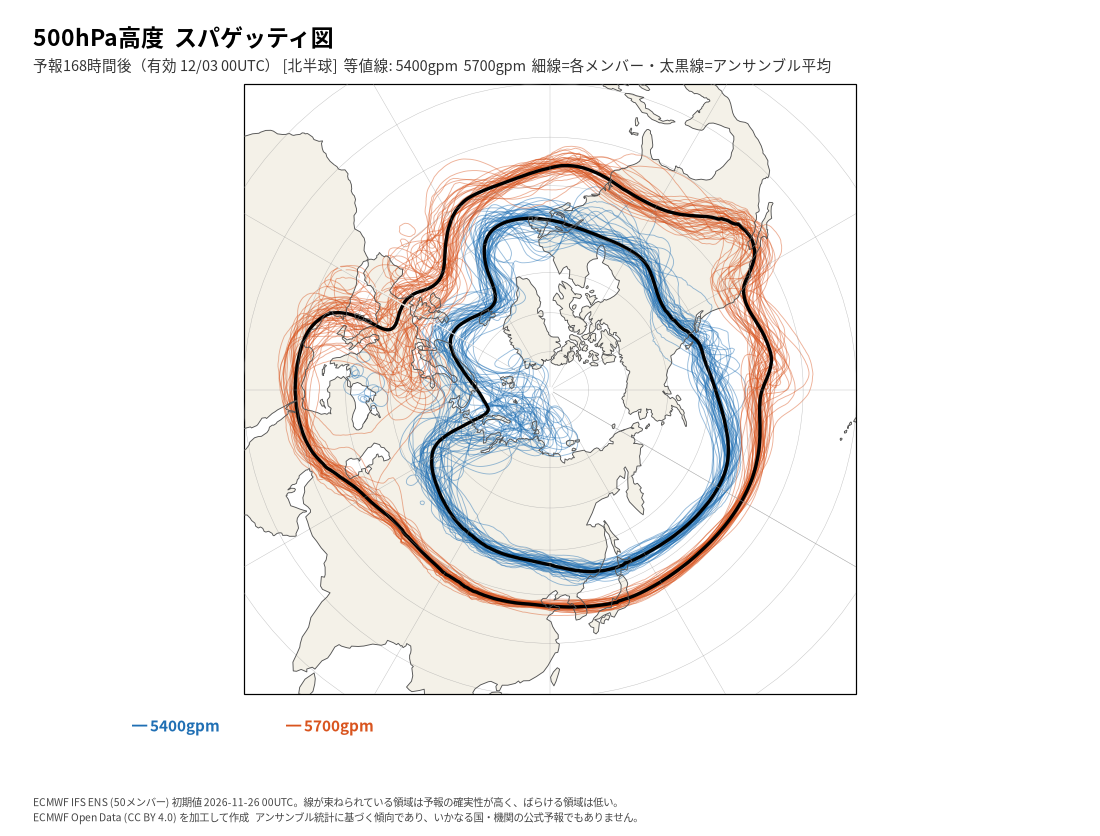 500hPa高度 スパゲッティ図
予報168時間後（有効 12/03 00UTC） [北半球] 等値線: 5400gpm 5700gpm 細線=各メンバー・太黒線=アンサンブル平均
5400gpm 5700gpm
ECMWF IFS ENS (50メンバー) 初期値 2026-11-26 00UTC。線が束ねられている領域は予報の確実性が高く、ばらける領域は低い。
ECMWF Open Data (CC BY 4.0) を加工して作成 アンサンブル統計に基づく傾向であり、いかなる国・機関の公式予報でもありません。